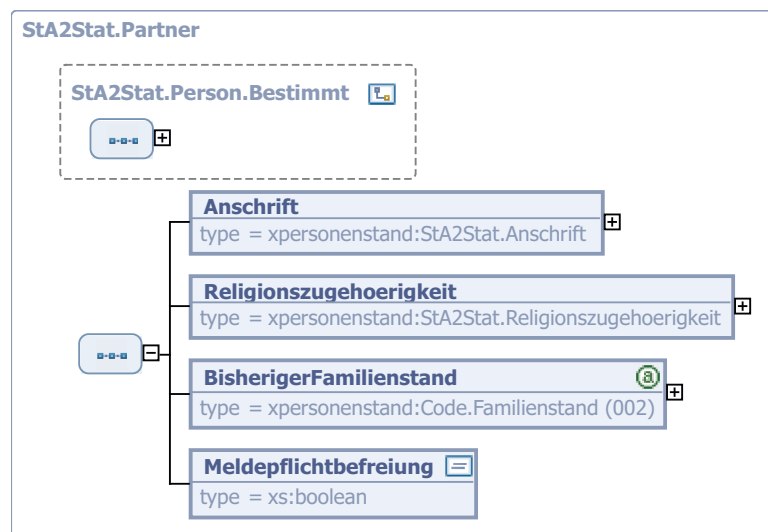 StA2Stat.Partner
StA2Stat.Person.Bestimmt
Anschrift
type = xpersonenstand:StA2Stat.Anschrift
Religionszugehoerigkeit
type = xpersonenstand:StA2Stat.Religionszugehoerigkeit
BisherigerFamilienstand
type = xpersonenstand:Code.Familienstand (002)
Meldepflichtbefreiung
type = xs:boolean